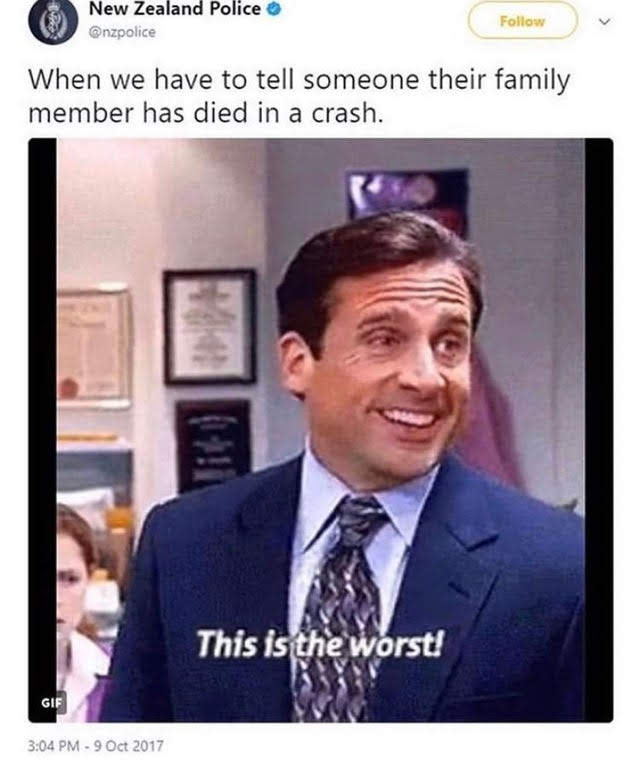 New Zealand Police
@nzpolice
Follow
When we have to tell someone their family
member has died in a crash.
This is the worst!
GIF
3:04 PM - 9 Oct 2017